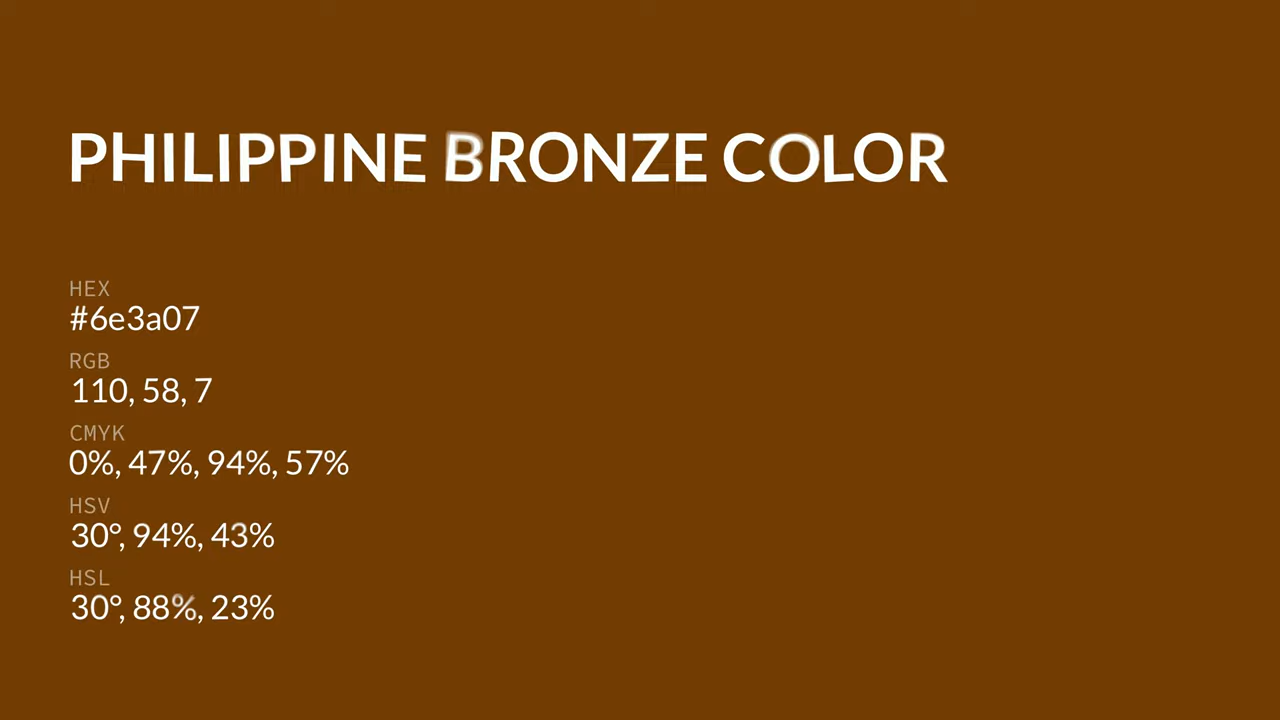 PHILIPPINE BRONZE COLOR
HEX
#6e3a07
RGB
110, 58, 7
CMYK
0%, 47%, 94%, 57%
HSV
30°, 94%, 43%
HSL
30°, 88%, 23%